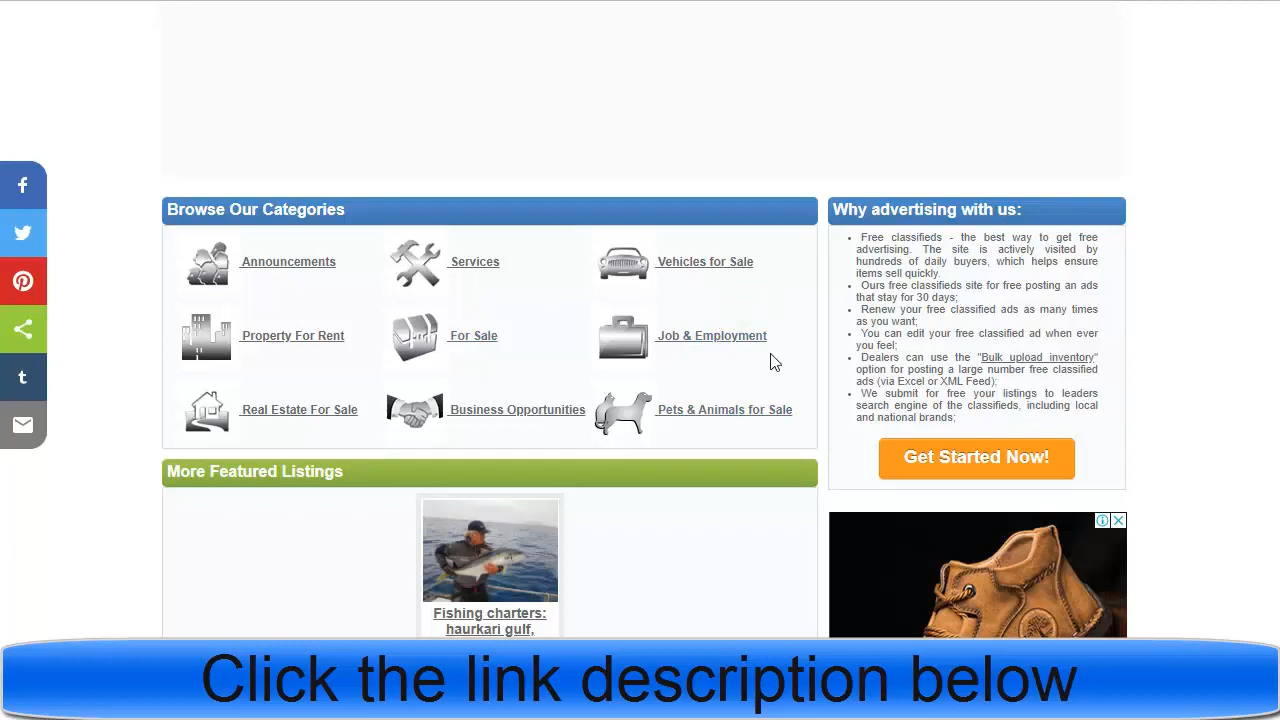 Browse Our Categories
Announcements
Services
Vehicles for Sale
Property For Rent
For Sale
Job & Employment
Real Estate For Sale
Business Opportunities
Pets & Animals for Sale
More Featured Listings
Fishing charters:
haurkari gulf,
Why advertising with us:
Free classifieds - the best way to get free
advertising. The site is actively visited by
hundreds of daily buyers, which helps ensure
items sell quickly.
Ours free classifieds site for free posting an ads
that stay for 30 days;
Renew your free classified ads as many times
as you want;
You can edit your free classified ad when ever
you feel;
Dealers can use the "Bulk upload inventory"
option for posting a large number free classified
ads (via Excel or XML Feed);
We submit for free your listings to leaders
search engine of the classifieds, including local
and national brands;
Get Started Now!
Click the link description below